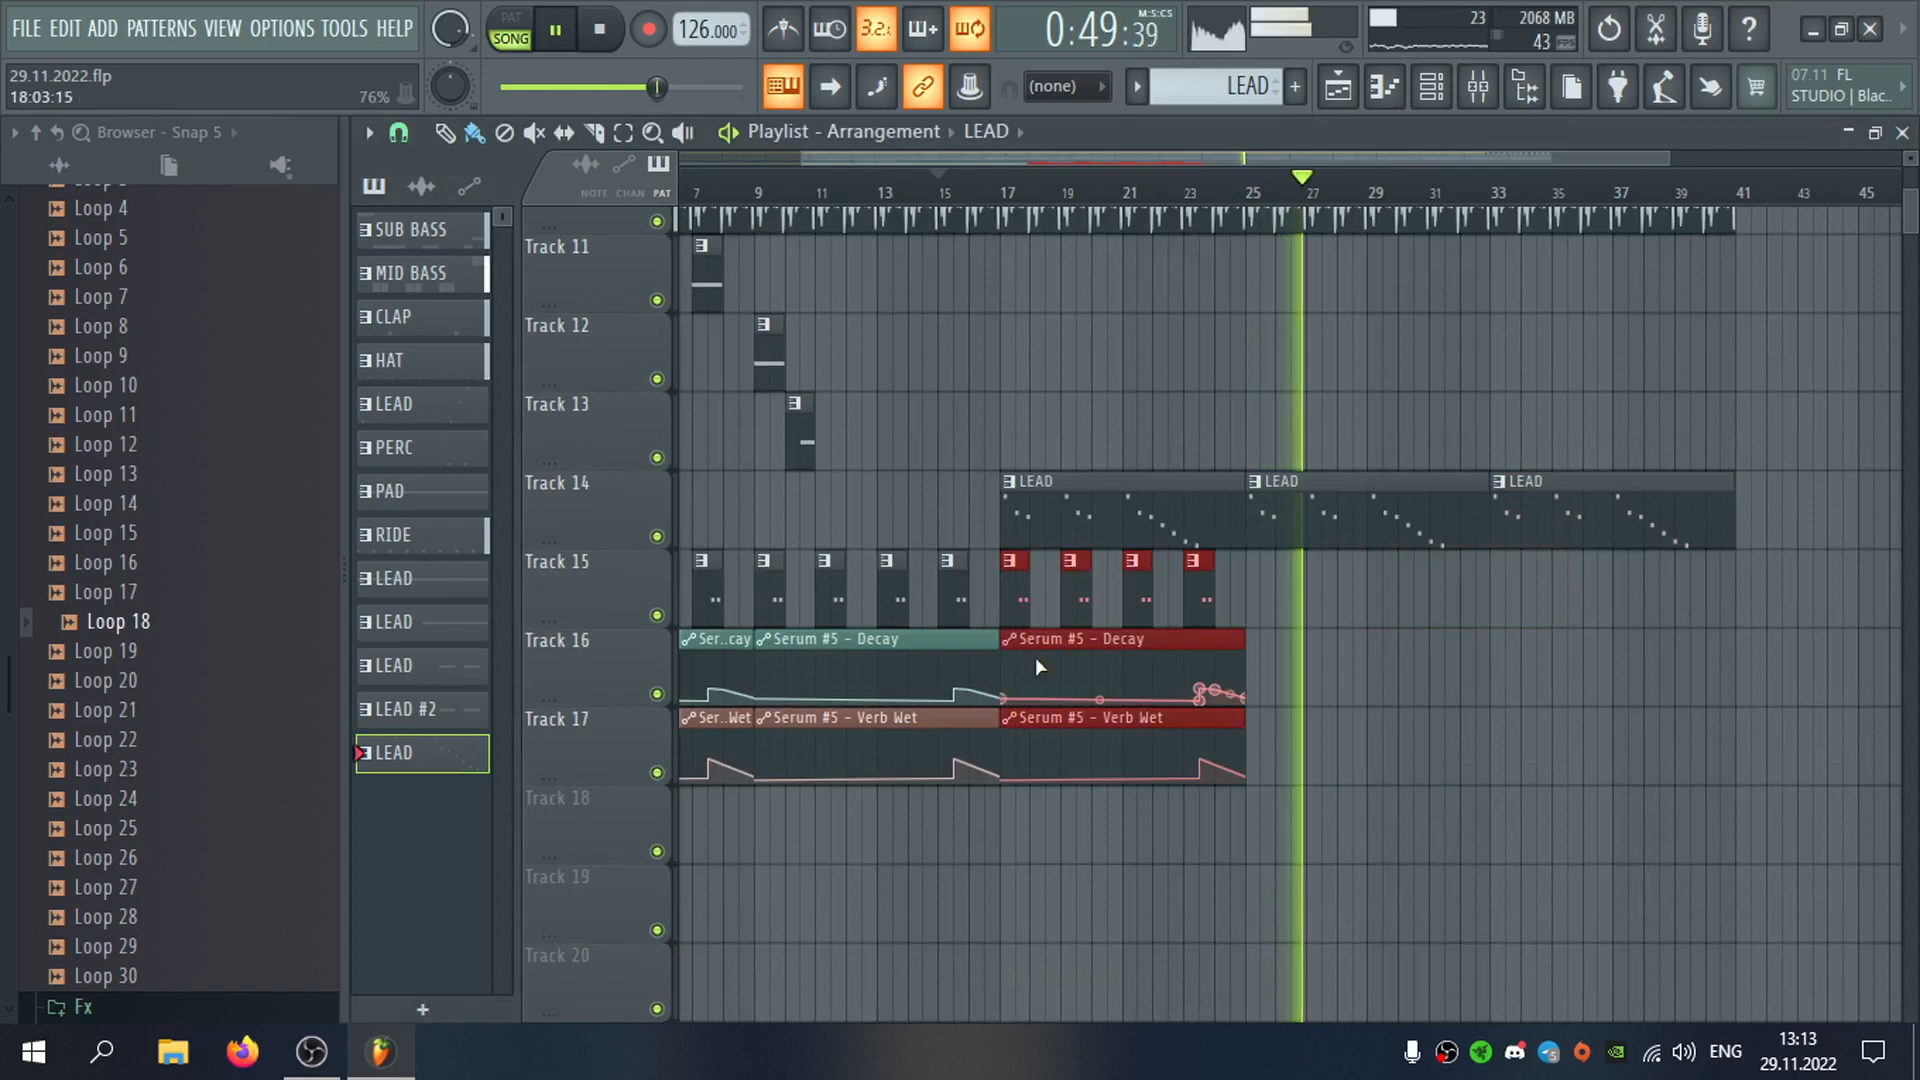 FILE EDIT ADD PATTERNS VIEW OPTIONS TOOLS HELP
PAT
SONG
126.000
3.2.
0:49:39
M:S:CS
23
2068 MB
43
29.11.2022.flp
18:03:15
76%
(none)
LEAD
07.11 FL
STUDIO | Blac..
Browser - Snap 5
Playlist - Arrangement
LEAD
NOTE CHAN PAT
7 9 11 13 15 17 19 21 23 25 27 29 31 33 35 37 39 41 43 45
Loop 4
Loop 5
Loop 6
Loop 7
Loop 8
Loop 9
Loop 10
Loop 11
Loop 12
Loop 13
Loop 14
Loop 15
Loop 16
Loop 17
Loop 18
Loop 19
Loop 20
Loop 21
Loop 22
Loop 23
Loop 24
Loop 25
Loop 26
Loop 27
Loop 28
Loop 29
Loop 30
Fx
SUB BASS
MID BASS
CLAP
HAT
LEAD
PERC
PAD
RIDE
LEAD
LEAD
LEAD
LEAD #2
LEAD
Track 11
Track 12
Track 13
Track 14
LEAD LEAD LEAD
Track 15
Track 16
Ser..cay Serum #5 - Decay Serum #5 - Decay
Track 17
Ser..Wet Serum #5 - Verb Wet Serum #5 - Verb Wet
Track 18
Track 19
Track 20
ENG
13:13
29.11.2022